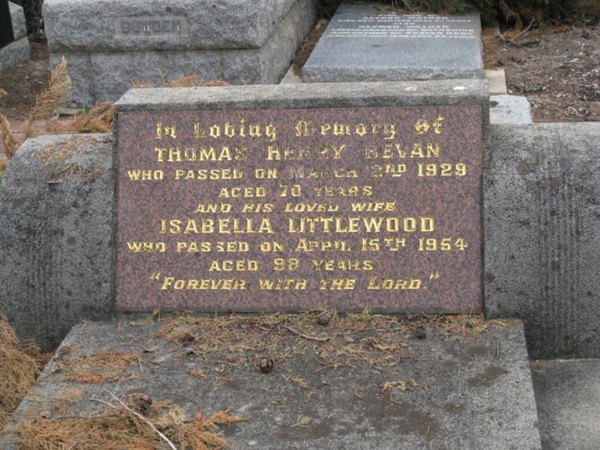 BOWDEN
In Loving Memory Of
THOMAS HENRY BEVAN
WHO PASSED ON MARCH 2ND 1929
AGED 70 YEARS
AND HIS LOVED WIFE
ISABELLA LITTLEWOOD
WHO PASSED ON APRIL 15TH 1954
AGED 98 YEARS
"FOREVER WITH THE LORD."